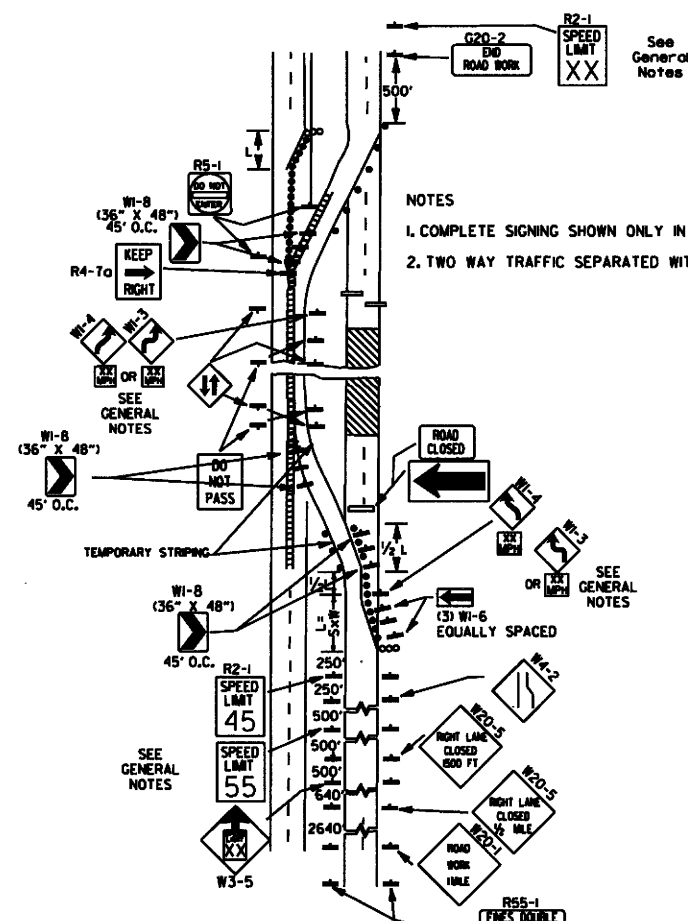 R2-1
SPEED
LIMIT
XX
See
General
Notes
G20-2
END
ROAD WORK
500'
L
R5-1
DO NOT
ENTER
W1-8
(36" X 48")
45' O.C.
KEEP
RIGHT
R4-7a
NOTES
1. COMPLETE SIGNING SHOWN ONLY IN
2. TWO WAY TRAFFIC SEPARATED WIT
W1-4
W1-3
XX
MPH
OR
XX
MPH
SEE
GENERAL
NOTES
W1-8
(36" X 48")
45' O.C.
DO
NOT
PASS
ROAD
CLOSED
W1-4
XX
MPH
W1-3
OR
XX
MPH
SEE
GENERAL
NOTES
TEMPORARY STRIPING
½ L
½ L
W1-8
(36" X 48")
45' O.C.
L=
SxW
(3) W1-6
EQUALLY SPACED
R2-1
SPEED
LIMIT
45
250'
250'
500'
500'
500'
640'
2640'
W4-2
SEE
GENERAL
NOTES
SPEED
LIMIT
55
W20-5
RIGHT LANE
CLOSED
1500 FT
W20-5
RIGHT LANE
CLOSED
½ MILE
XX
W3-5
W20-1
ROAD
WORK
1 MILE
R55-1
FINES DOUBLE